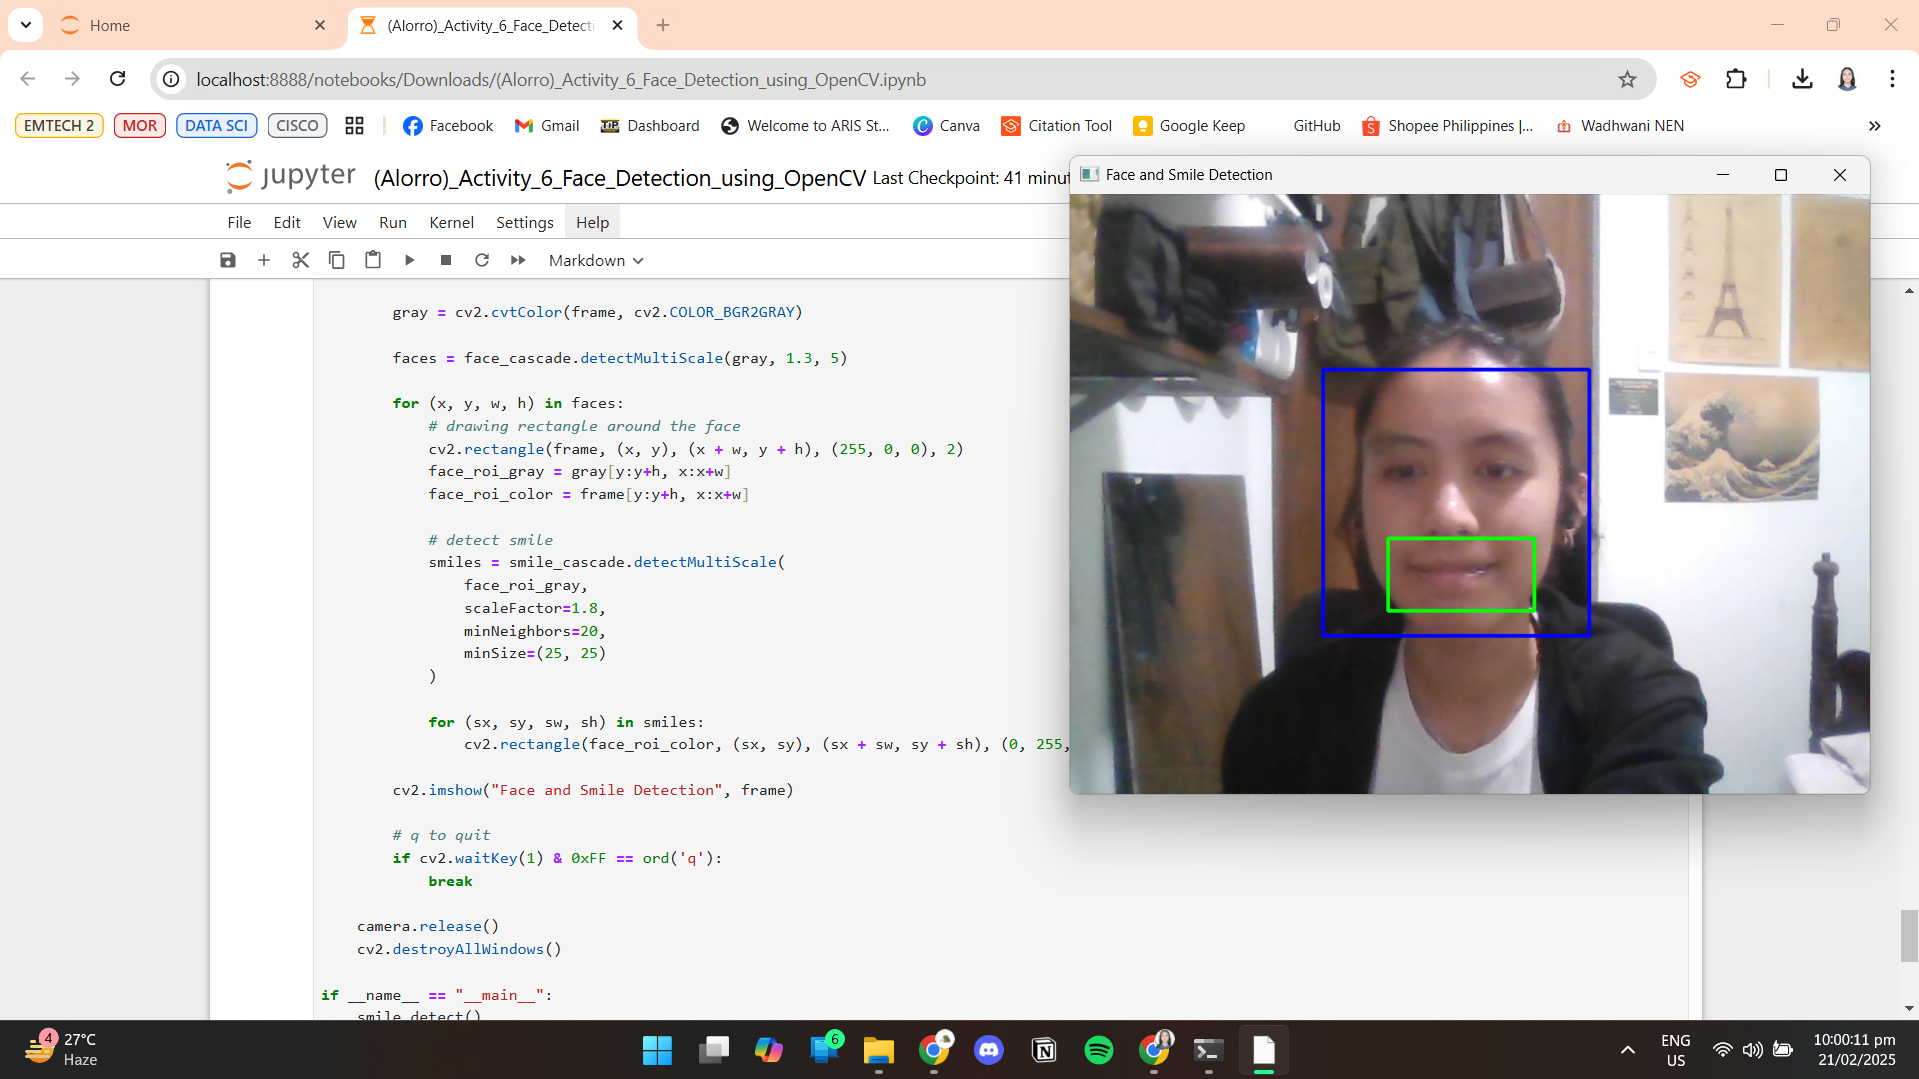 Home
(Alorro)_Activity_6_Face_Detecti
localhost:8888/notebooks/Downloads/(Alorro)_Activity_6_Face_Detection_using_OpenCV.ipynb
EMTECH 2
MOR
DATA SCI
CISCO
Facebook
Gmail
Dashboard
Welcome to ARIS St...
Canva
Citation Tool
Google Keep
GitHub
Shopee Philippines |...
Wadhwani NEN
jupyter
(Alorro)_Activity_6_Face_Detection_using_OpenCV Last Checkpoint: 41 minut
File Edit View Run Kernel Settings Help
Markdown
gray = cv2.cvtColor(frame, cv2.COLOR_BGR2GRAY)
faces = face_cascade.detectMultiScale(gray, 1.3, 5)
for (x, y, w, h) in faces:
# drawing rectangle around the face
cv2.rectangle(frame, (x, y), (x + w, y + h), (255, 0, 0), 2)
face_roi_gray = gray[y:y+h, x:x+w]
face_roi_color = frame[y:y+h, x:x+w]
# detect smile
smiles = smile_cascade.detectMultiScale(
face_roi_gray,
scaleFactor=1.8,
minNeighbors=20,
minSize=(25, 25)
)
for (sx, sy, sw, sh) in smiles:
cv2.rectangle(face_roi_color, (sx, sy), (sx + sw, sy + sh), (0, 255,
cv2.imshow("Face and Smile Detection", frame)
# q to quit
if cv2.waitKey(1) & 0xFF == ord('q'):
break
camera.release()
cv2.destroyAllWindows()
if __name__ == "__main__":
smile_detect()
Face and Smile Detection
4
27°C
Haze
6
ENG
US
10:00:11 pm
21/02/2025